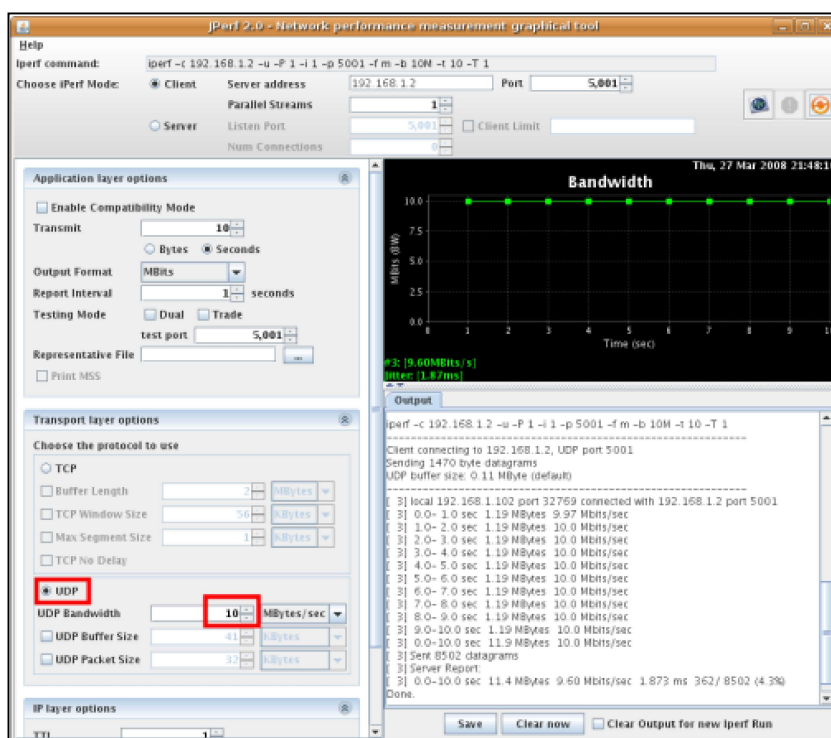 JPerf 2.0 - Network performance measurement graphical tool
Help
Iperf command: iperf -c 192.168.1.2 -u -P 1 -i 1 -p 5001 -f m -b 10M -t 10 -T 1
Choose iPerf Mode: Client Server address 192.168.1.2 Port 5,001
Parallel Streams 1
Server Listen Port 5,001 Client Limit
Num Connections 0
Application layer options
Enable Compatibility Mode
Transmit 10
Bytes Seconds
Output Format MBits
Report Interval 1 seconds
Testing Mode Dual Trade
test port 5,001
Representative File ...
Print MSS
Transport layer options
Choose the protocol to use
TCP
Buffer Length 2 MBytes
TCP Window Size 56 KBytes
Max Segment Size 1 KBytes
TCP No Delay
UDP
UDP Bandwidth 10 MBytes/sec
UDP Buffer Size 41 KBytes
UDP Packet Size 32 KBytes
IP layer options
TTL 1
Thu, 27 Mar 2008 21:48:1
Bandwidth
MBits (BW)
10.0
7.5
5.0
2.5
0.0
0 1 2 3 4 5 6 7 8 9 1
Time (sec)
#3: [9.60MBits/s]
Jitter: [1.87ms]
Output
iperf -c 192.168.1.2 -u -P 1 -i 1 -p 5001 -f m -b 10M -t 10 -T 1
------------------------------------------------------------
Client connecting to 192.168.1.2, UDP port 5001
Sending 1470 byte datagrams
UDP buffer size: 0.11 MByte (default)
------------------------------------------------------------
[ 3] local 192.168.1.102 port 32769 connected with 192.168.1.2 port 5001
[ 3] 0.0- 1.0 sec 1.19 MBytes 9.97 Mbits/sec
[ 3] 1.0- 2.0 sec 1.19 MBytes 10.0 Mbits/sec
[ 3] 2.0- 3.0 sec 1.19 MBytes 10.0 Mbits/sec
[ 3] 3.0- 4.0 sec 1.19 MBytes 10.0 Mbits/sec
[ 3] 4.0- 5.0 sec 1.19 MBytes 10.0 Mbits/sec
[ 3] 5.0- 6.0 sec 1.19 MBytes 10.0 Mbits/sec
[ 3] 6.0- 7.0 sec 1.19 MBytes 10.0 Mbits/sec
[ 3] 7.0- 8.0 sec 1.19 MBytes 10.0 Mbits/sec
[ 3] 8.0- 9.0 sec 1.19 MBytes 10.0 Mbits/sec
[ 3] 9.0-10.0 sec 1.19 MBytes 10.0 Mbits/sec
[ 3] 0.0-10.0 sec 11.9 MBytes 10.0 Mbits/sec
[ 3] Sent 8502 datagrams
[ 3] Server Report:
[ 3] 0.0-10.0 sec 11.4 MBytes 9.60 Mbits/sec 1.873 ms 362/ 8502 (4.3%)
Done.
Save Clear now Clear Output for new Iperf Run